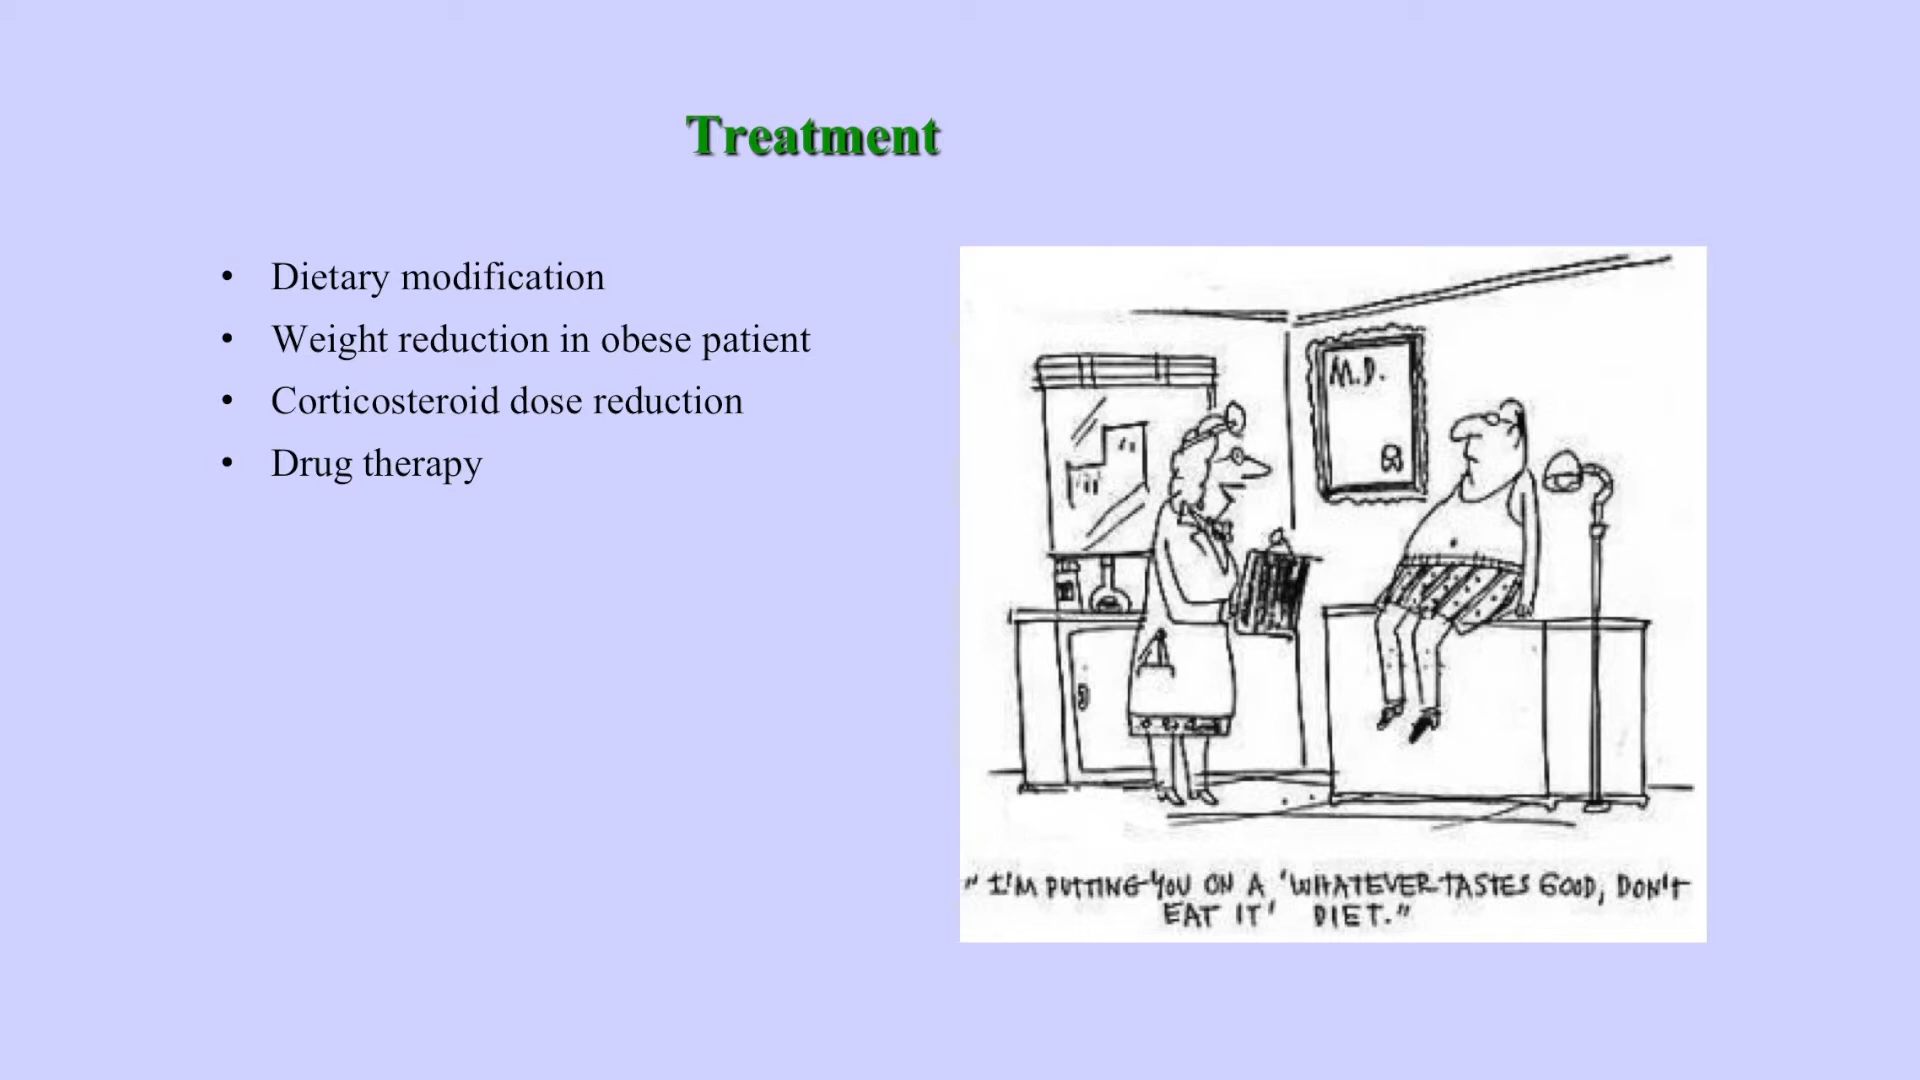 Treatment
• Dietary modification
• Weight reduction in obese patient
• Corticosteroid dose reduction
• Drug therapy
M.D.
" I'M PUTTING YOU ON A 'WHATEVER TASTES GOOD, DON'T
EAT IT' DIET."